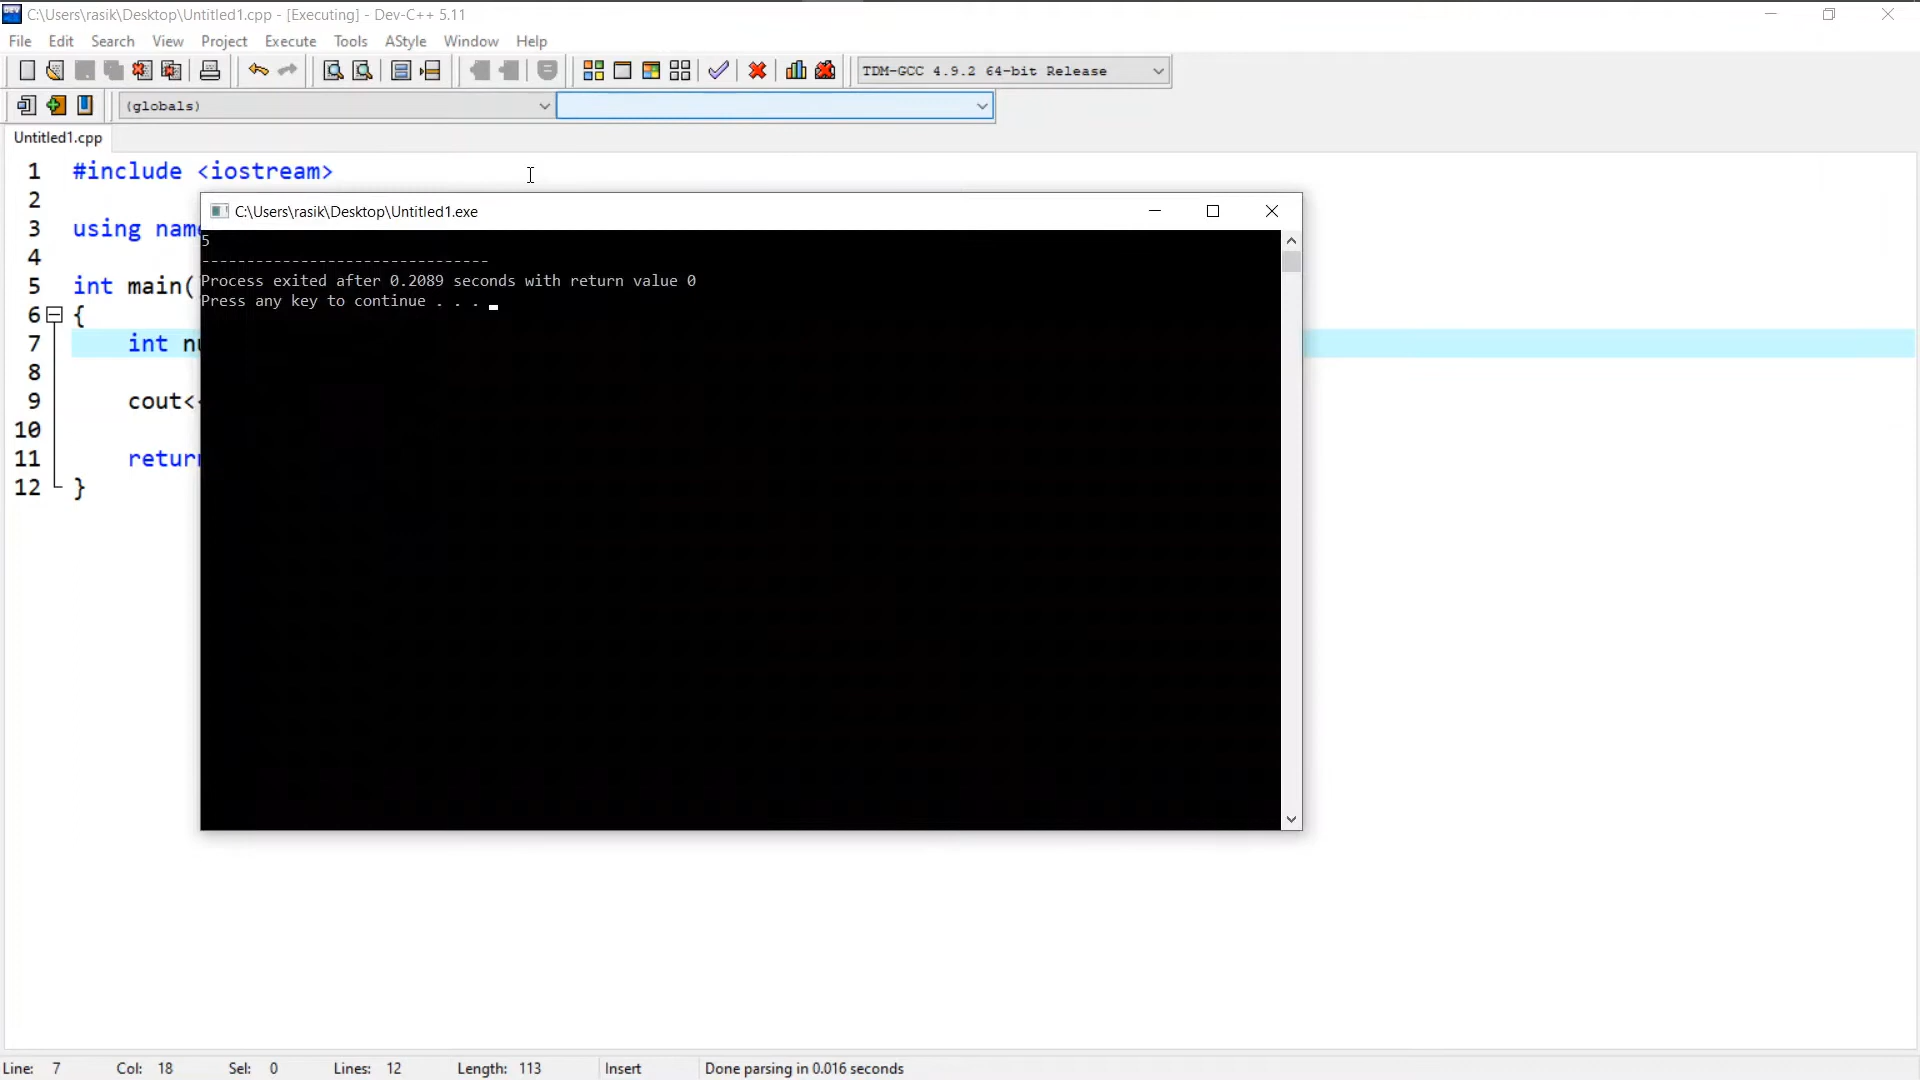 C:\Users\rasik\Desktop\Untitled1.cpp - [Executing] - Dev-C++ 5.11
File Edit Search View Project Execute Tools AStyle Window Help
TDM-GCC 4.9.2 64-bit Release
(globals)
Untitled1.cpp
1 #include <iostream>
2
3 using name
4
5 int main(
6 {
7 int nu
8
9 cout<<
10
11 return
12 }
C:\Users\rasik\Desktop\Untitled1.exe
5
--------------------------------
Process exited after 0.2089 seconds with return value 0
Press any key to continue . . .
Line: 7 Col: 18 Sel: 0 Lines: 12 Length: 113 Insert Done parsing in 0.016 seconds